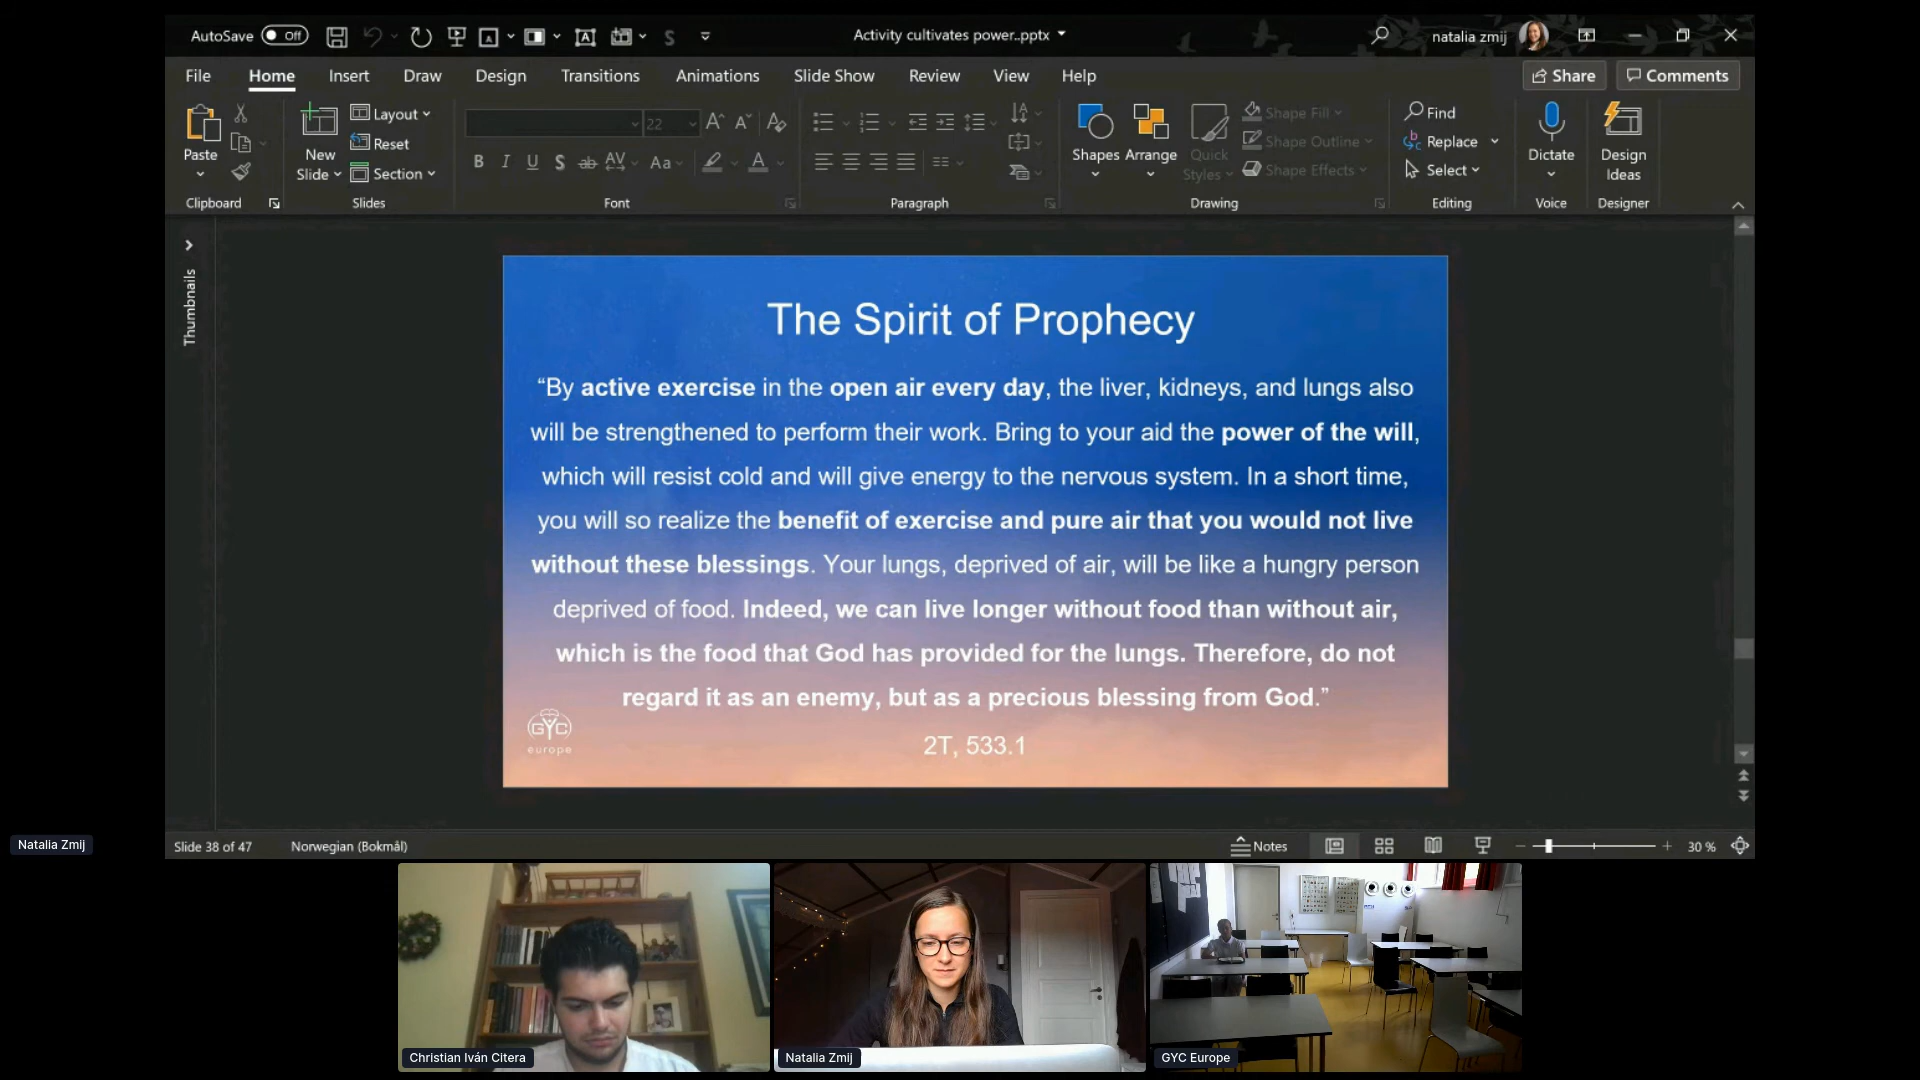 AutoSave Off
Activity cultivates power..pptx
natalia zmij
File Home Insert Draw Design Transitions Animations Slide Show Review View Help
Share Comments
Paste
Clipboard
New
Slide
Layout
Reset
Section
Slides
22
Font
Paragraph
Shapes
Arrange
Quick
Styles
Shape Fill
Shape Outline
Shape Effects
Drawing
Find
Replace
Select
Editing
Dictate
Voice
Design
Ideas
Designer
Thumbnails
The Spirit of Prophecy
“By active exercise in the open air every day, the liver, kidneys, and lungs also
will be strengthened to perform their work. Bring to your aid the power of the will,
which will resist cold and will give energy to the nervous system. In a short time,
you will so realize the benefit of exercise and pure air that you would not live
without these blessings. Your lungs, deprived of air, will be like a hungry person
deprived of food. Indeed, we can live longer without food than without air,
which is the food that God has provided for the lungs. Therefore, do not
regard it as an enemy, but as a precious blessing from God.”
2T, 533.1
GYC
europe
Natalia Zmij
Slide 38 of 47
Norwegian (Bokmål)
Notes
30 %
Christian Iván Citera
Natalia Zmij
GYC Europe